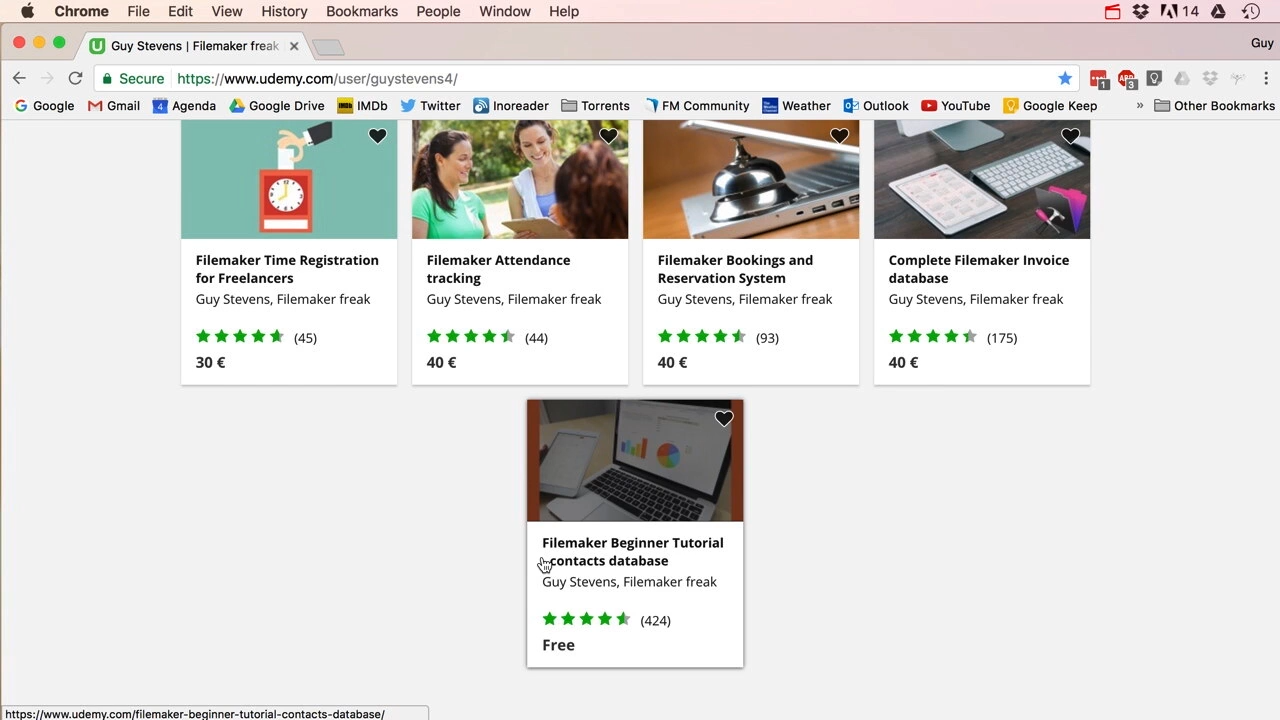 Chrome File Edit View History Bookmarks People Window Help 14
Guy Stevens | Filemaker freak Guy
Secure https://www.udemy.com/user/guystevens4/ 1 ABP 3
Google Gmail 4 Agenda Google Drive IMDb IMDb Twitter Inoreader Torrents FM Community Weather Outlook YouTube Google Keep » Other Bookmarks
Filemaker Time Registration
for Freelancers
Guy Stevens, Filemaker freak
(45)
30 €
Filemaker Attendance
tracking
Guy Stevens, Filemaker freak
(44)
40 €
Filemaker Bookings and
Reservation System
Guy Stevens, Filemaker freak
(93)
40 €
Complete Filemaker Invoice
database
Guy Stevens, Filemaker freak
(175)
40 €
Filemaker Beginner Tutorial
contacts database
Guy Stevens, Filemaker freak
(424)
Free
https://www.udemy.com/filemaker-beginner-tutorial-contacts-database/